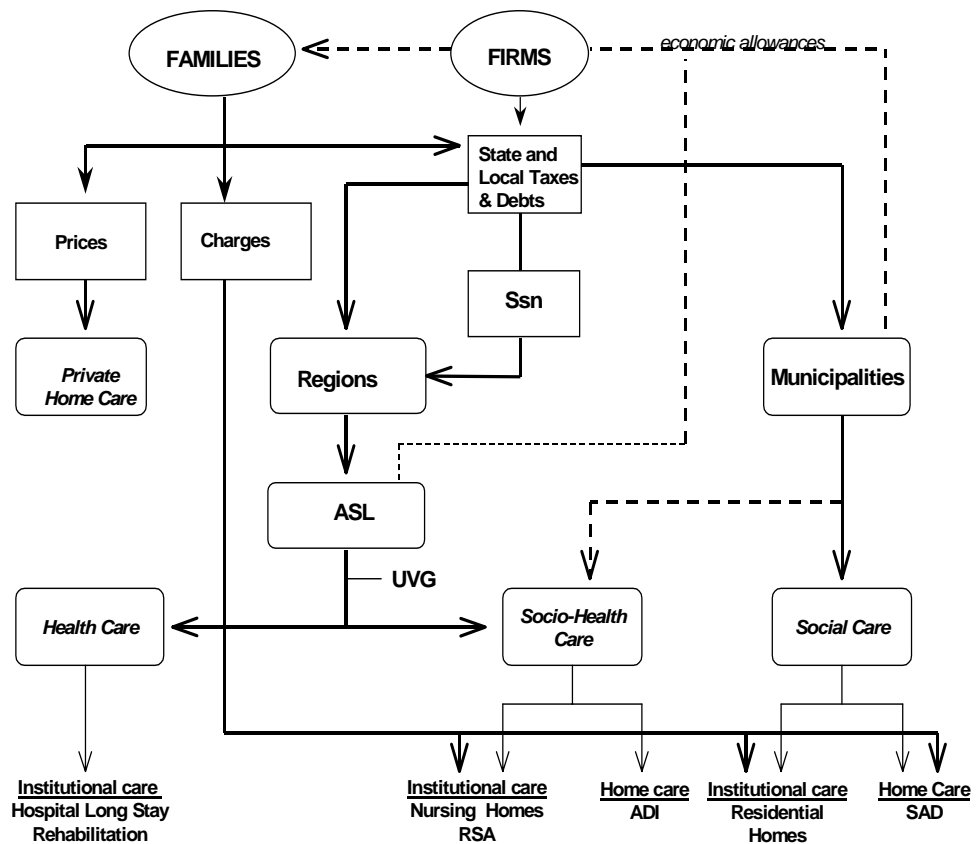 FAMILIES
FIRMS
economic allowances
State and
Local Taxes
& Debts
Prices
Charges
Ssn
Private
Home Care
Regions
Municipalities
ASL
UVG
Health Care
Socio-Health
Care
Social Care
Institutional care
Hospital Long Stay
Rehabilitation
Institutional care
Nursing Homes
RSA
Home care
ADI
Institutional care
Residential
Homes
Home Care
SAD